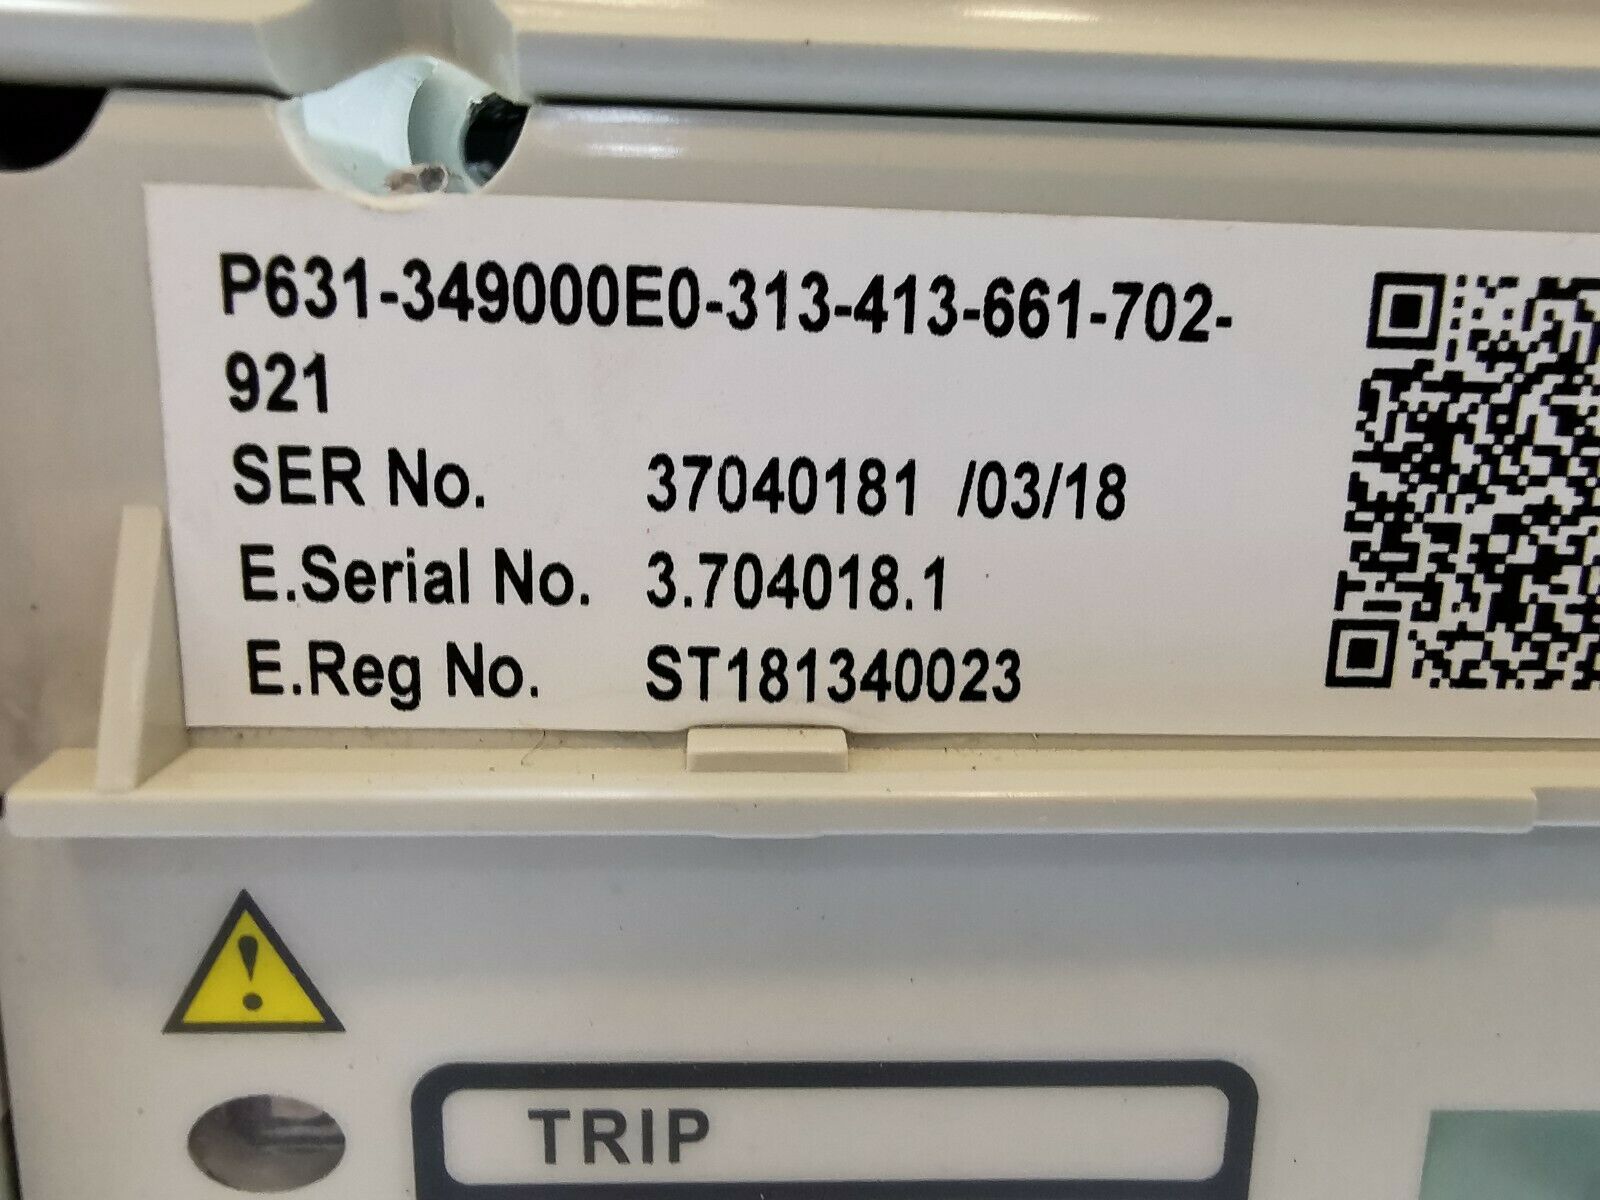 P631-349000E0-313-413-661-702-
921
SER No. 37040181 /03/18
E.Serial No. 3.704018.1
E.Reg No. ST181340023
TRIP